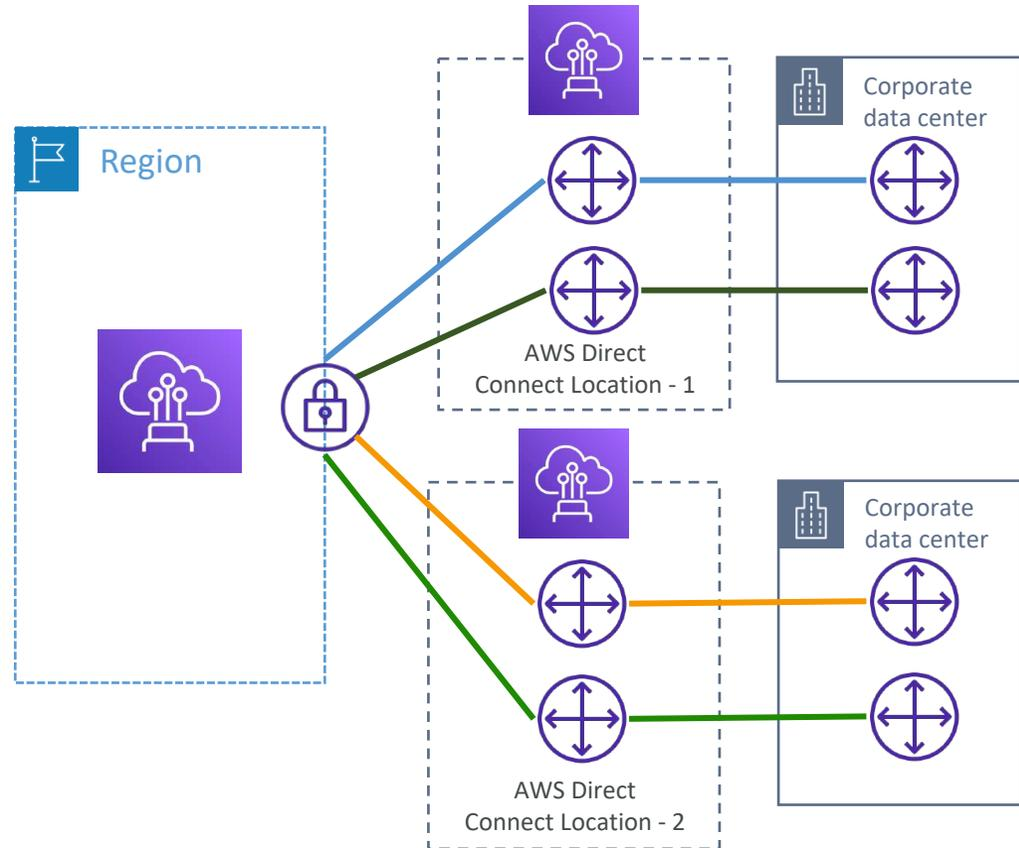 Region
Corporate
data center
AWS Direct
Connect Location - 1
Corporate
data center
AWS Direct
Connect Location - 2